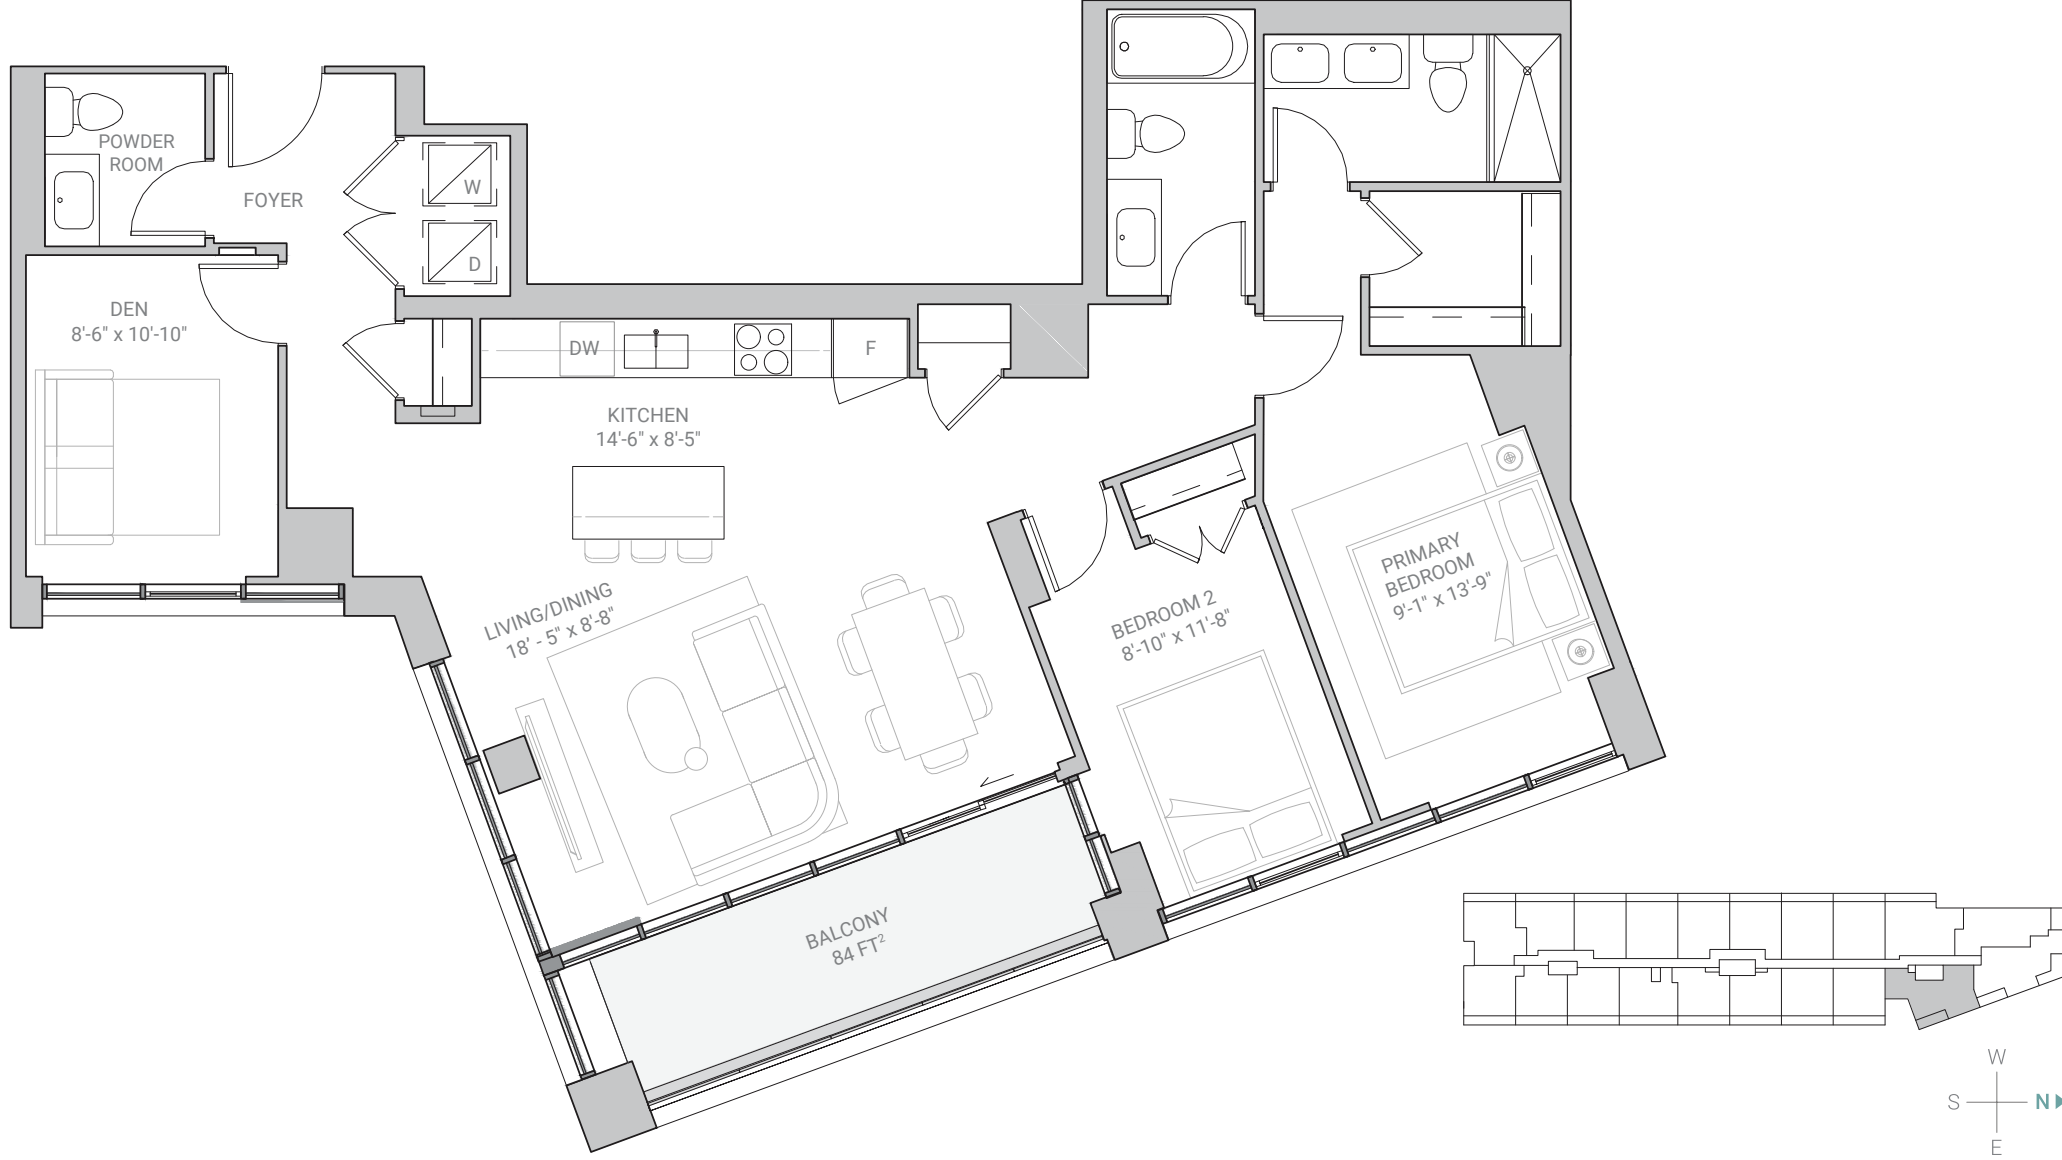 POWDER
ROOM
FOYER
W
D
DEN
8'-6" x 10'-10"
DW
F
KITCHEN
14'-6" x 8'-5"
LIVING/DINING
18' - 5" x 8'-8"
BEDROOM 2
8'-10" x 11'-8"
PRIMARY
BEDROOM
9'-1" x 13'-9"
BALCONY
84 FT²
W
S
N
E